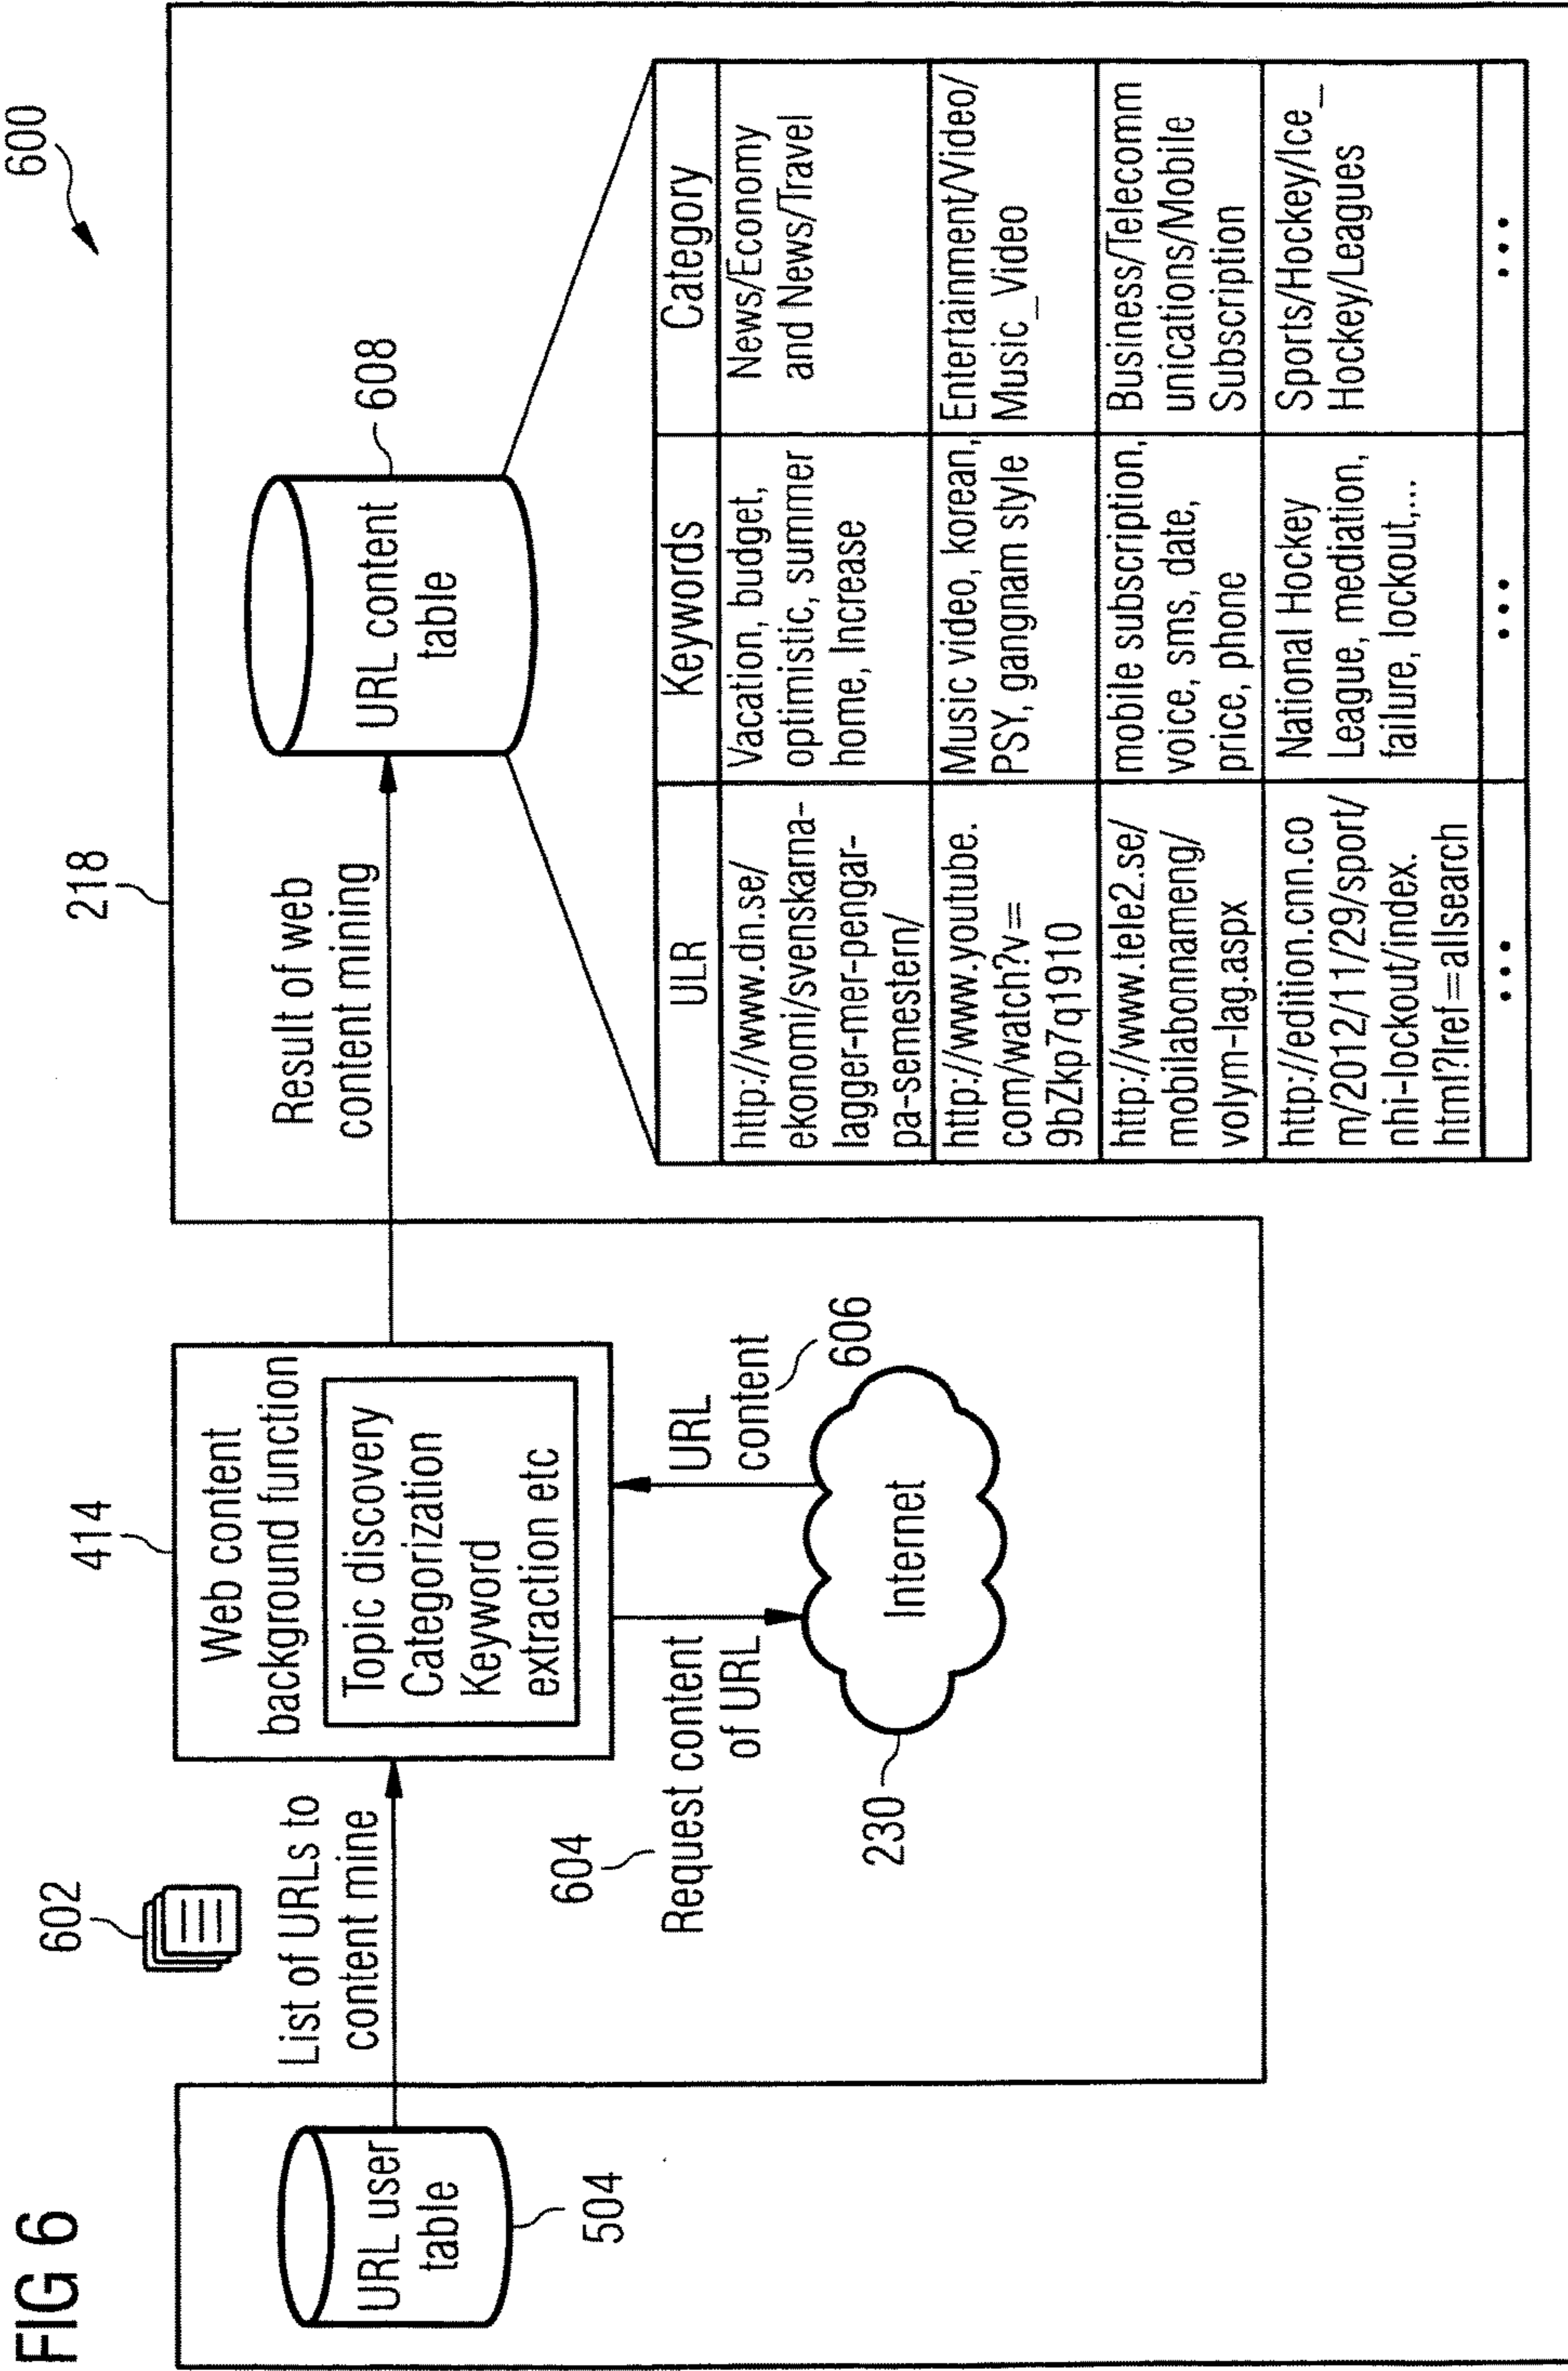 FIG 6
600
218
602
414
List of URLs to
content mine
URL user
table
504
Web content
background function
Topic discovery
Categorization
Keyword
extraction etc
604
Request content
of URL
URL
content
606
Internet
230
Result of web
content mining
URL content
table
608
ULR
Keywords
Category
http://www.dn.se/
ekonomi/svenskarna-
lagger-mer-pengar-
pa-semestern/
Vacation, budget,
optimistic, summer
home, Increase
News/Economy
and News/Travel
http://www.youtube.
com/watch?v=
9bZkp7q1910
Music video, korean,
PSY, gangnam style
Entertainment/Video/
Music_Video
http://www.tele2.se/
mobilabonnameng/
volym-lag.aspx
mobile subscription,
voice, sms, date,
price, phone
Business/Telecomm
unications/Mobile
Subscription
http://edition.cnn.co
m/2012/11/29/sport/
nhi-lockout/index.
html?Iref=allsearch
National Hockey
League, mediation,
failure, lockout,...
Sports/Hockey/Ice_
Hockey/Leagues
...
...
...